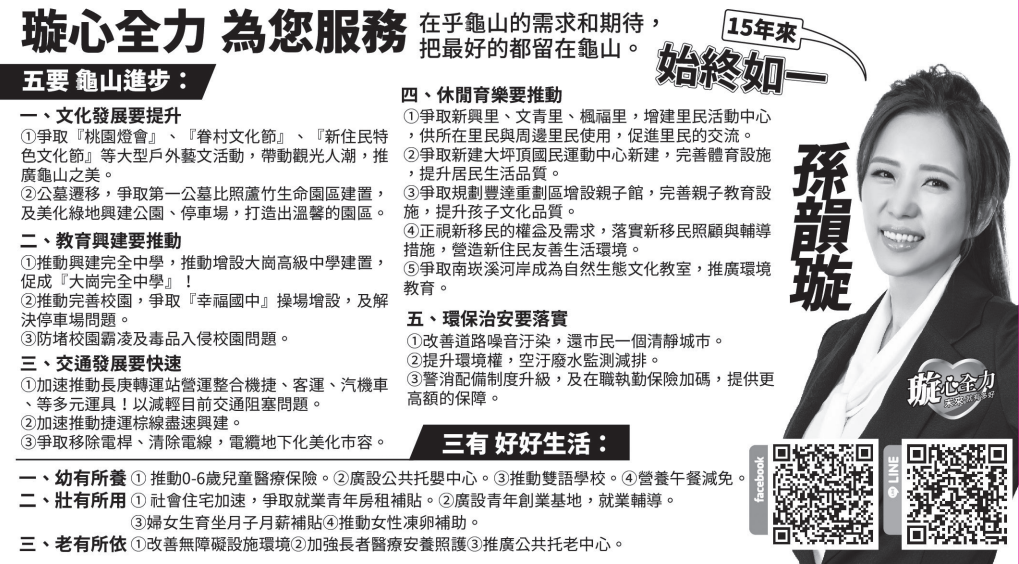 璇心全力 為您服務
在乎龜山的需求和期待，
把最好的都留在龜山。
15年來
始終如一
五要 龜山進步：
一、文化發展要提升
①爭取『桃園燈會』、『眷村文化節』、『新住民特
色文化節』等大型戶外藝文活動，帶動觀光人潮，推
廣龜山之美。
②公墓遷移，爭取第一公墓比照蘆竹生命園區建置，
及美化綠地興建公園、停車場，打造出溫馨的園區。
二、教育興建要推動
①推動興建完全中學，推動增設大崗高級中學建置，
促成『大崗完全中學』！
②推動完善校園，爭取『幸福國中』操場增設，及解
決停車場問題。
③防堵校園霸凌及毒品入侵校園問題。
三、交通發展要快速
①加速推動長庚轉運站營運整合機捷、客運、汽機車
、等多元運具！以減輕目前交通阻塞問題。
②加速推動捷運棕線盡速興建。
③爭取移除電桿、清除電線，電纜地下化美化市容。
四、休閒育樂要推動
①爭取新興里、文青里、楓福里，增建里民活動中心
，供所在里民與周邊里民使用，促進里民的交流。
②爭取新建大坪頂國民運動中心新建，完善體育設施
，提升居民生活品質。
③爭取規劃豐達重劃區增設親子館，完善親子教育設
施，提升孩子文化品質。
④正視新移民的權益及需求，落實新移民照顧與輔導
措施，營造新住民友善生活環境。
⑤爭取南崁溪河岸成為自然生態文化教室，推廣環境
教育。
五、環保治安要落實
①改善道路噪音汙染，還市民一個清靜城市。
②提升環境權，空汙廢水監測減排。
③警消配備制度升級，及在職執勤保險加碼，提供更
高額的保障。
孫韻璇
璇心全力
未來就有多好
三有 好好生活：
一、幼有所養 ① 推動0-6歲兒童醫療保險。②廣設公共托嬰中心。③推動雙語學校。④營養午餐減免。
二、壯有所用 ① 社會住宅加速，爭取就業青年房租補貼。②廣設青年創業基地，就業輔導。
③婦女生育坐月子月薪補貼④推動女性凍卵補助。
三、老有所依 ①改善無障礙設施環境②加強長者醫療安養照護③推廣公共托老中心。
facebook
LINE